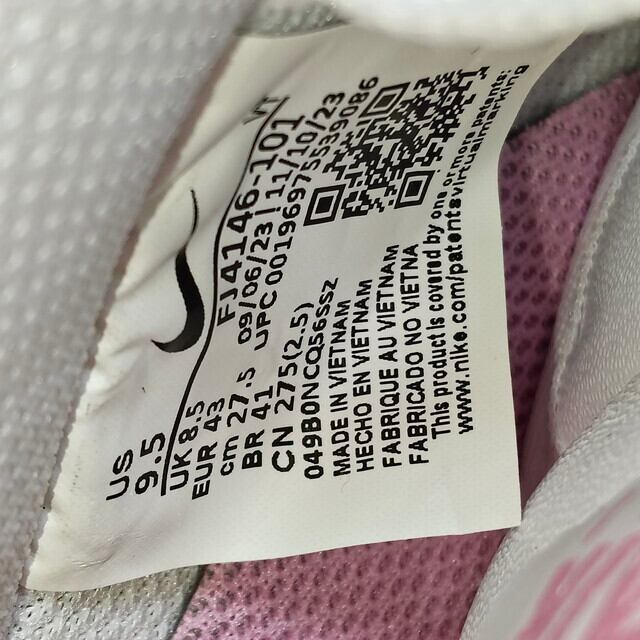 US
9.5
VT
UK 8.5
EUR 43
cm 27.5
BR 41
CN 275(2.5)
FJ4146-101
09/06/23 | 11/10/23
UPC 00196975539086
049B0NCQ56SSz
MADE IN VIETNAM
HECHO EN VIETNAM
FABRIQUE AU VIETNAM
FABRICADO NO VIETNA
This product is covered by one or more patents:
www.nike.com/patentsvirtualmarking